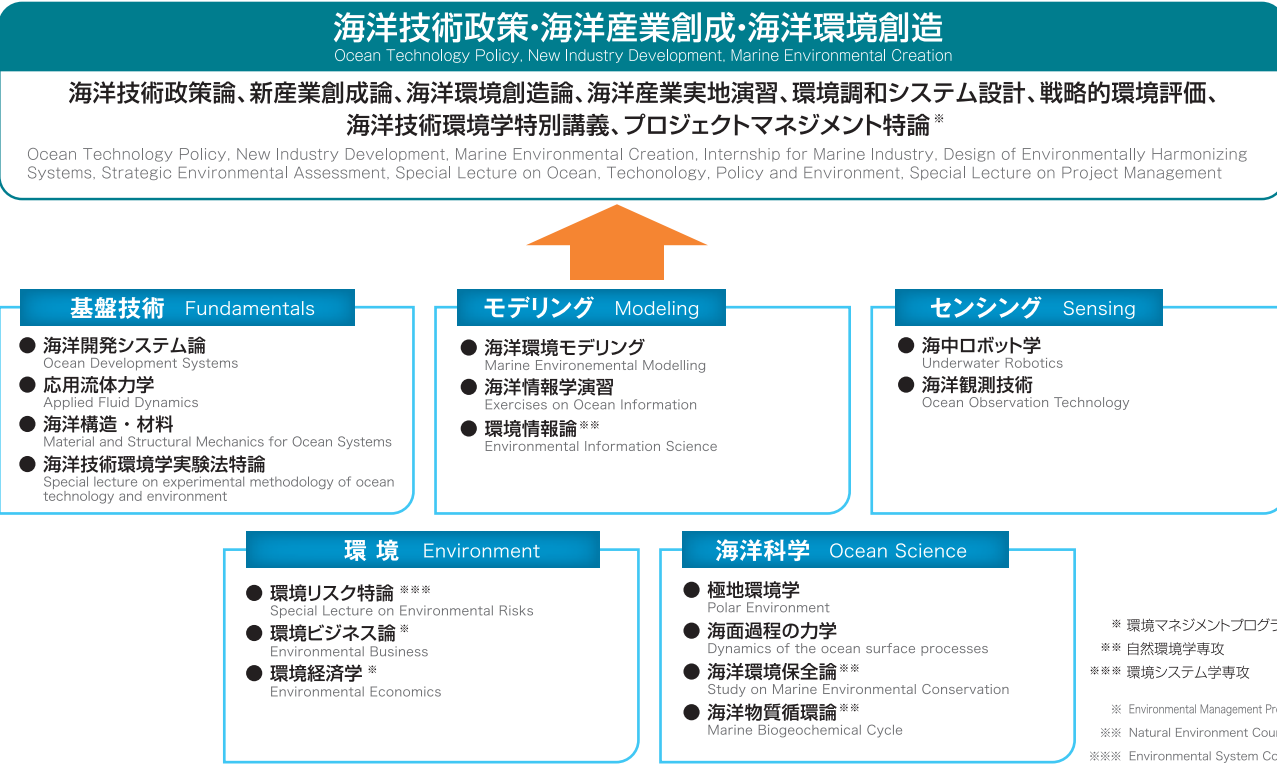 海洋技術政策・海洋産業創成・海洋環境創造
Ocean Technology Policy, New Industry Development, Marine Environmental Creation
海洋技術政策論、新産業創成論、海洋環境創造論、海洋産業実地演習、環境調和システム設計、戦略的環境評価、
海洋技術環境学特別講義、プロジェクトマネジメント特論※
Ocean Technology Policy, New Industry Development, Marine Environmental Creation, Internship for Marine Industry, Design of Environmentally Harmonizing
Systems, Strategic Environmental Assessment, Special Lecture on Ocean, Techonology, Policy and Environment, Special Lecture on Project Management
基盤技術 Fundamentals
● 海洋開発システム論
Ocean Development Systems
● 応用流体力学
Applied Fluid Dynamics
● 海洋構造・材料
Material and Structural Mechanics for Ocean Systems
● 海洋技術環境学実験法特論
Special lecture on experimental methodology of ocean
technology and environment
モデリング Modeling
● 海洋環境モデリング
Marine Environemental Modelling
● 海洋情報学演習
Exercises on Ocean Information
● 環境情報論※※
Environmental Information Science
センシング Sensing
● 海中ロボット学
Underwater Robotics
● 海洋観測技術
Ocean Observation Technology
環 境 Environment
● 環境リスク特論 ※※※
Special Lecture on Environmental Risks
● 環境ビジネス論 ※
Environmental Business
● 環境経済学 ※
Environmental Economics
海洋科学 Ocean Science
● 極地環境学
Polar Environment
● 海面過程の力学
Dynamics of the ocean surface processes
● 海洋環境保全論※※
Study on Marine Environmental Conservation
● 海洋物質循環論※※
Marine Biogeochemical Cycle
※ 環境マネジメントプログラ
※※ 自然環境学専攻
※※※ 環境システム学専攻
※ Environmental Management Pr
※※ Natural Environment Cour
※※※ Environmental System Co